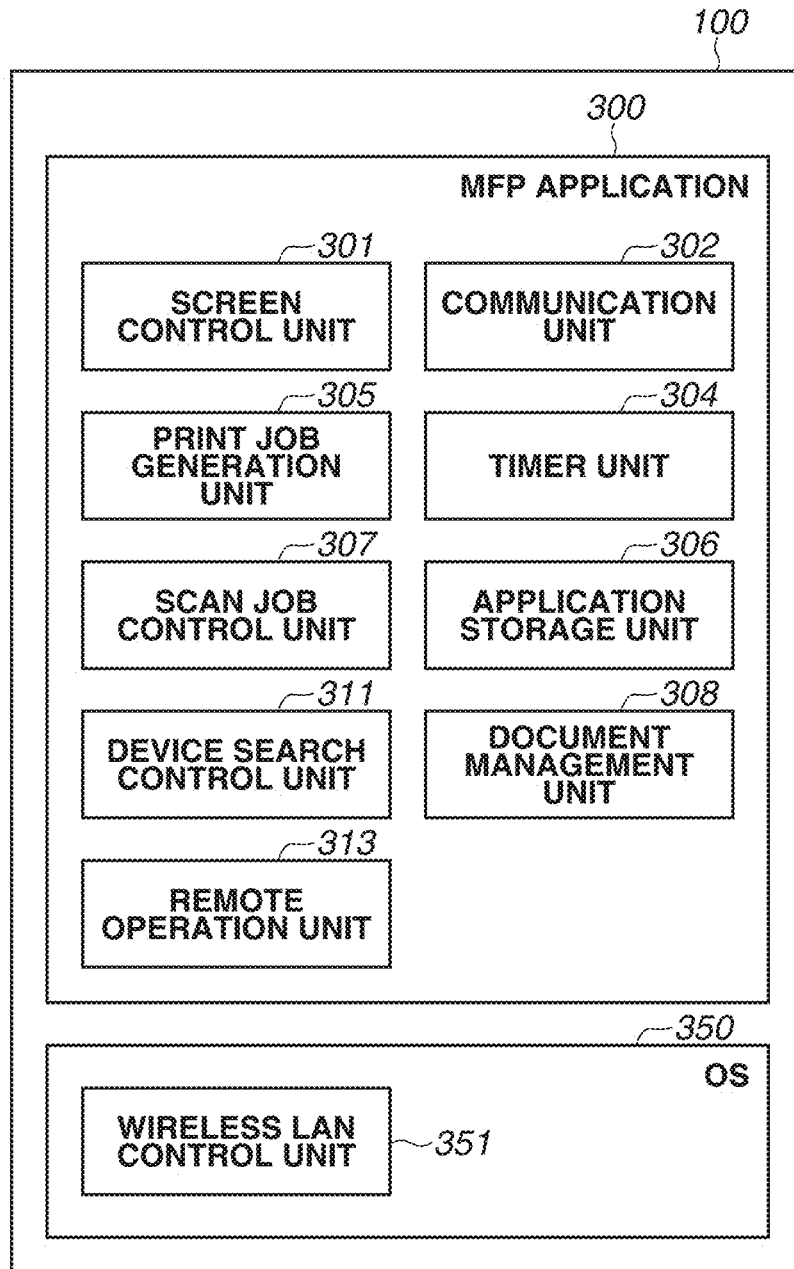 100
300
MFP APPLICATION
301
302
SCREEN
CONTROL UNIT
COMMUNICATION
UNIT
305
304
PRINT JOB
GENERATION
UNIT
TIMER UNIT
307
306
SCAN JOB
CONTROL UNIT
APPLICATION
STORAGE UNIT
311
308
DEVICE SEARCH
CONTROL UNIT
DOCUMENT
MANAGEMENT
UNIT
313
REMOTE
OPERATION UNIT
350
OS
WIRELESS LAN
CONTROL UNIT
351